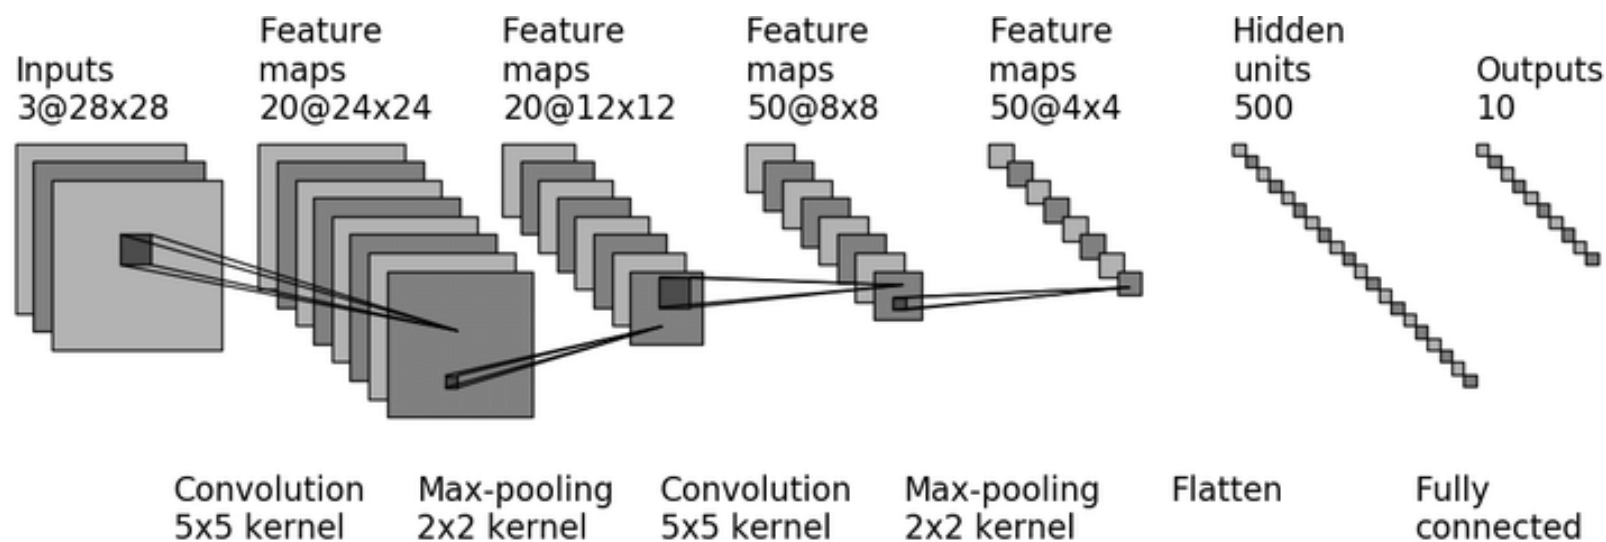 Inputs
3@28x28
Feature
maps
20@24x24
Feature
maps
20@12x12
Feature
maps
50@8x8
Feature
maps
50@4x4
Hidden
units
500
Outputs
10
Convolution
5x5 kernel
Max-pooling
2x2 kernel
Convolution
5x5 kernel
Max-pooling
2x2 kernel
Flatten
Fully
connected